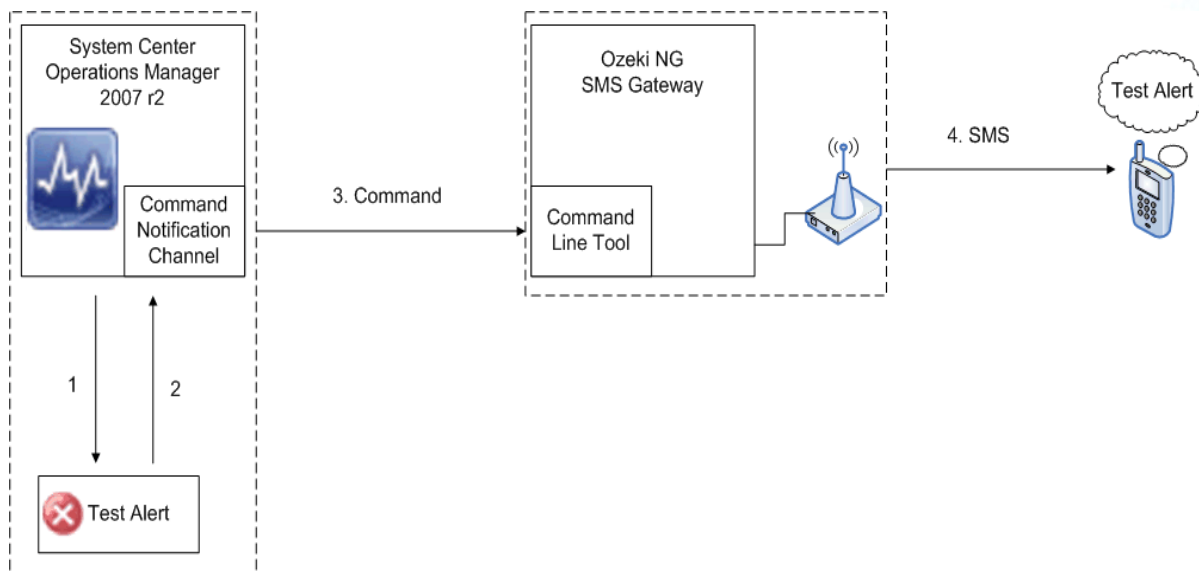 System Center
Operations Manager
2007 r2
Command
Notification
Channel
1
2
Test Alert
3. Command
Ozeki NG
SMS Gateway
Command
Line Tool
4. SMS
Test Alert